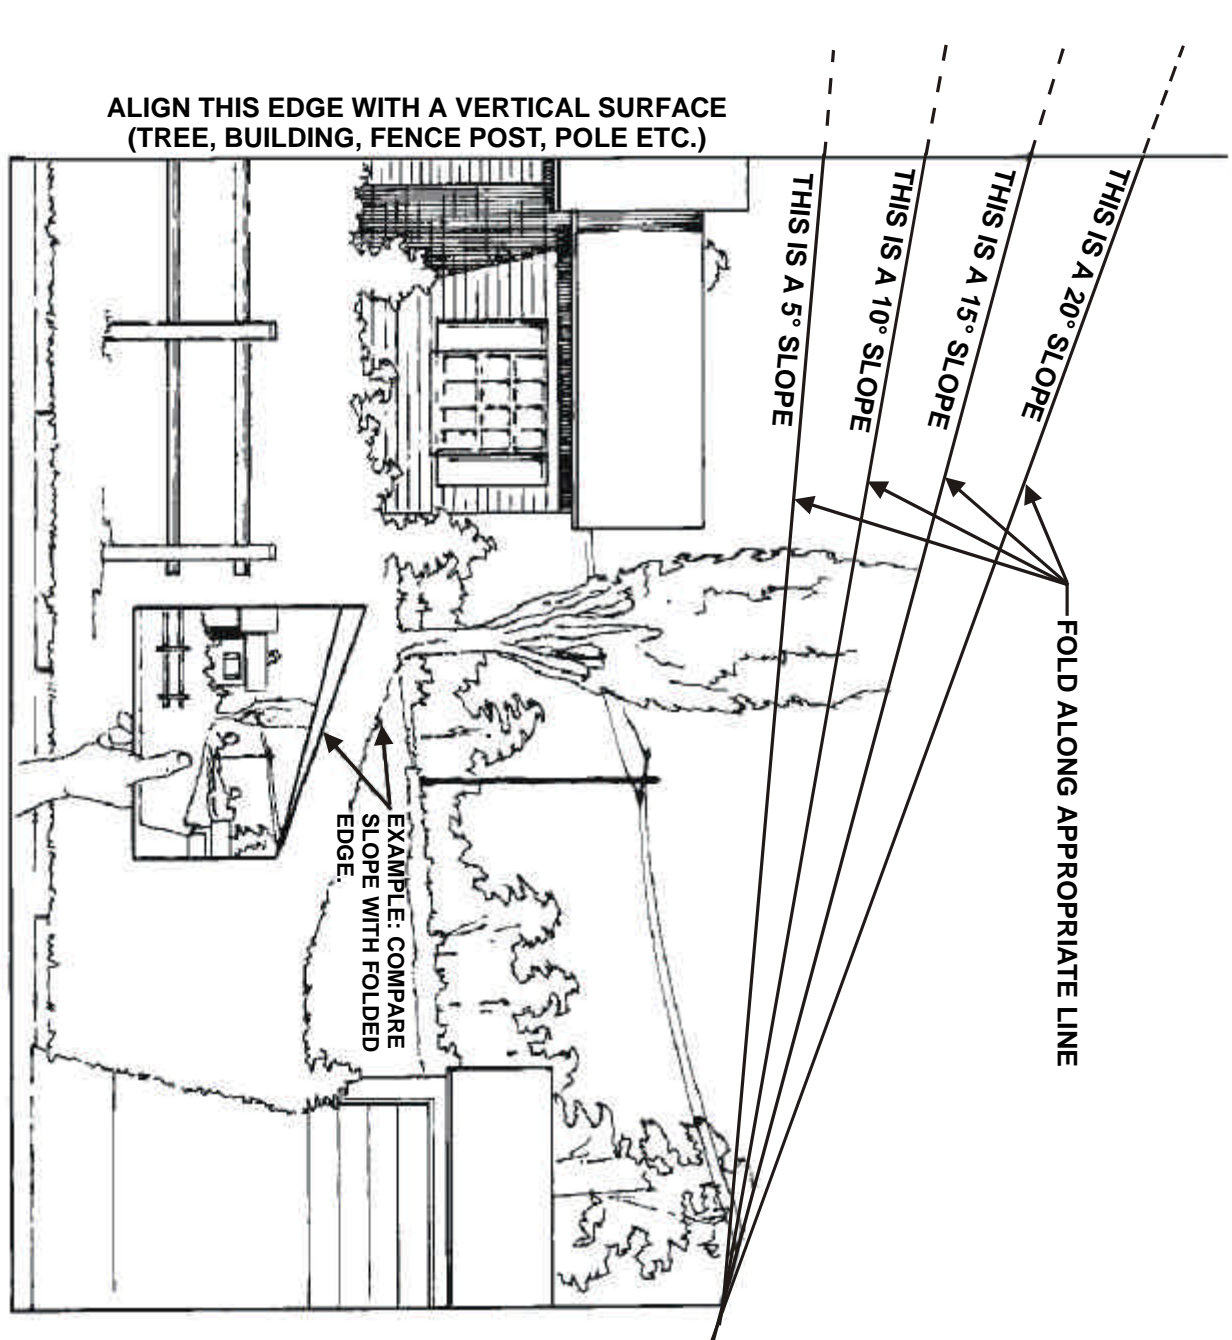 ALIGN THIS EDGE WITH A VERTICAL SURFACE
(TREE, BUILDING, FENCE POST, POLE ETC.)
THIS IS A 5° SLOPE
THIS IS A 10° SLOPE
THIS IS A 15° SLOPE
THIS IS A 20° SLOPE
FOLD ALONG APPROPRIATE LINE
EXAMPLE: COMPARE
SLOPE WITH FOLDED
EDGE.